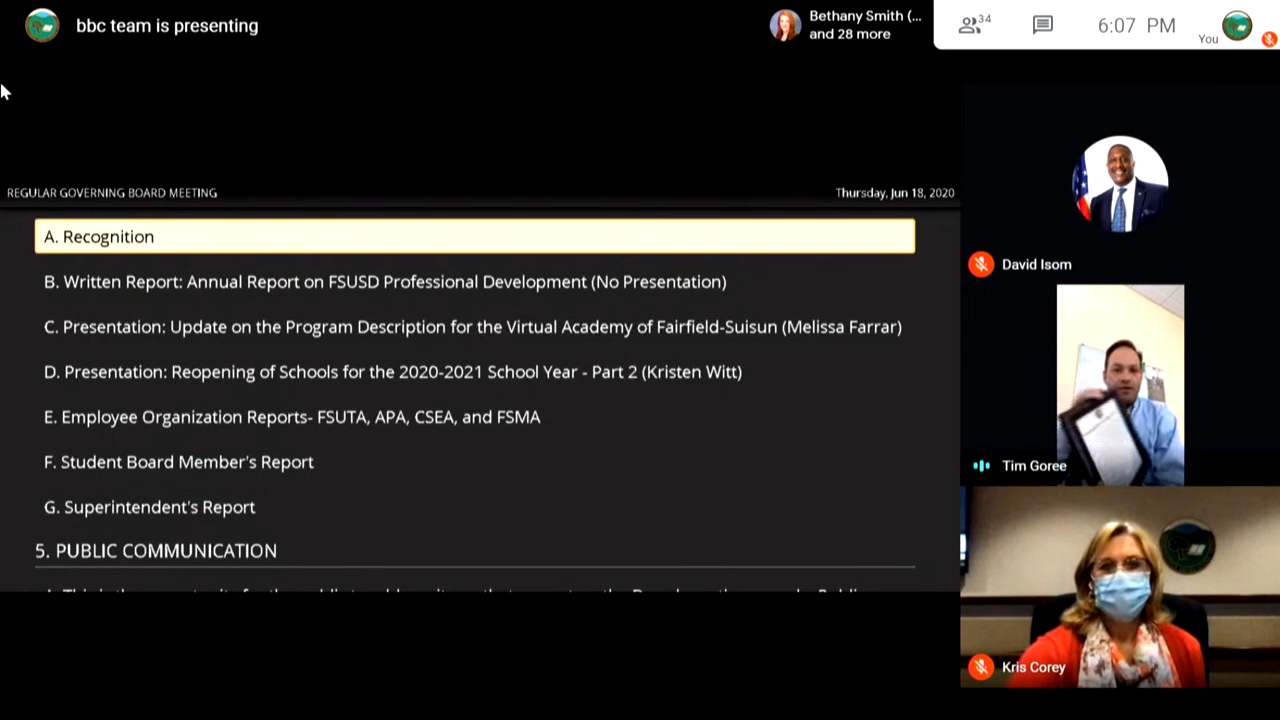 bbc team is presenting
Bethany Smith (...
and 28 more
34
6:07 PM
You
REGULAR GOVERNING BOARD MEETING
Thursday, Jun 18, 2020
A. Recognition
B. Written Report: Annual Report on FSUSD Professional Development (No Presentation)
C. Presentation: Update on the Program Description for the Virtual Academy of Fairfield-Suisun (Melissa Farrar)
D. Presentation: Reopening of Schools for the 2020-2021 School Year - Part 2 (Kristen Witt)
E. Employee Organization Reports- FSUTA, APA, CSEA, and FSMA
F. Student Board Member's Report
G. Superintendent's Report
5. PUBLIC COMMUNICATION
David Isom
Tim Goree
Kris Corey